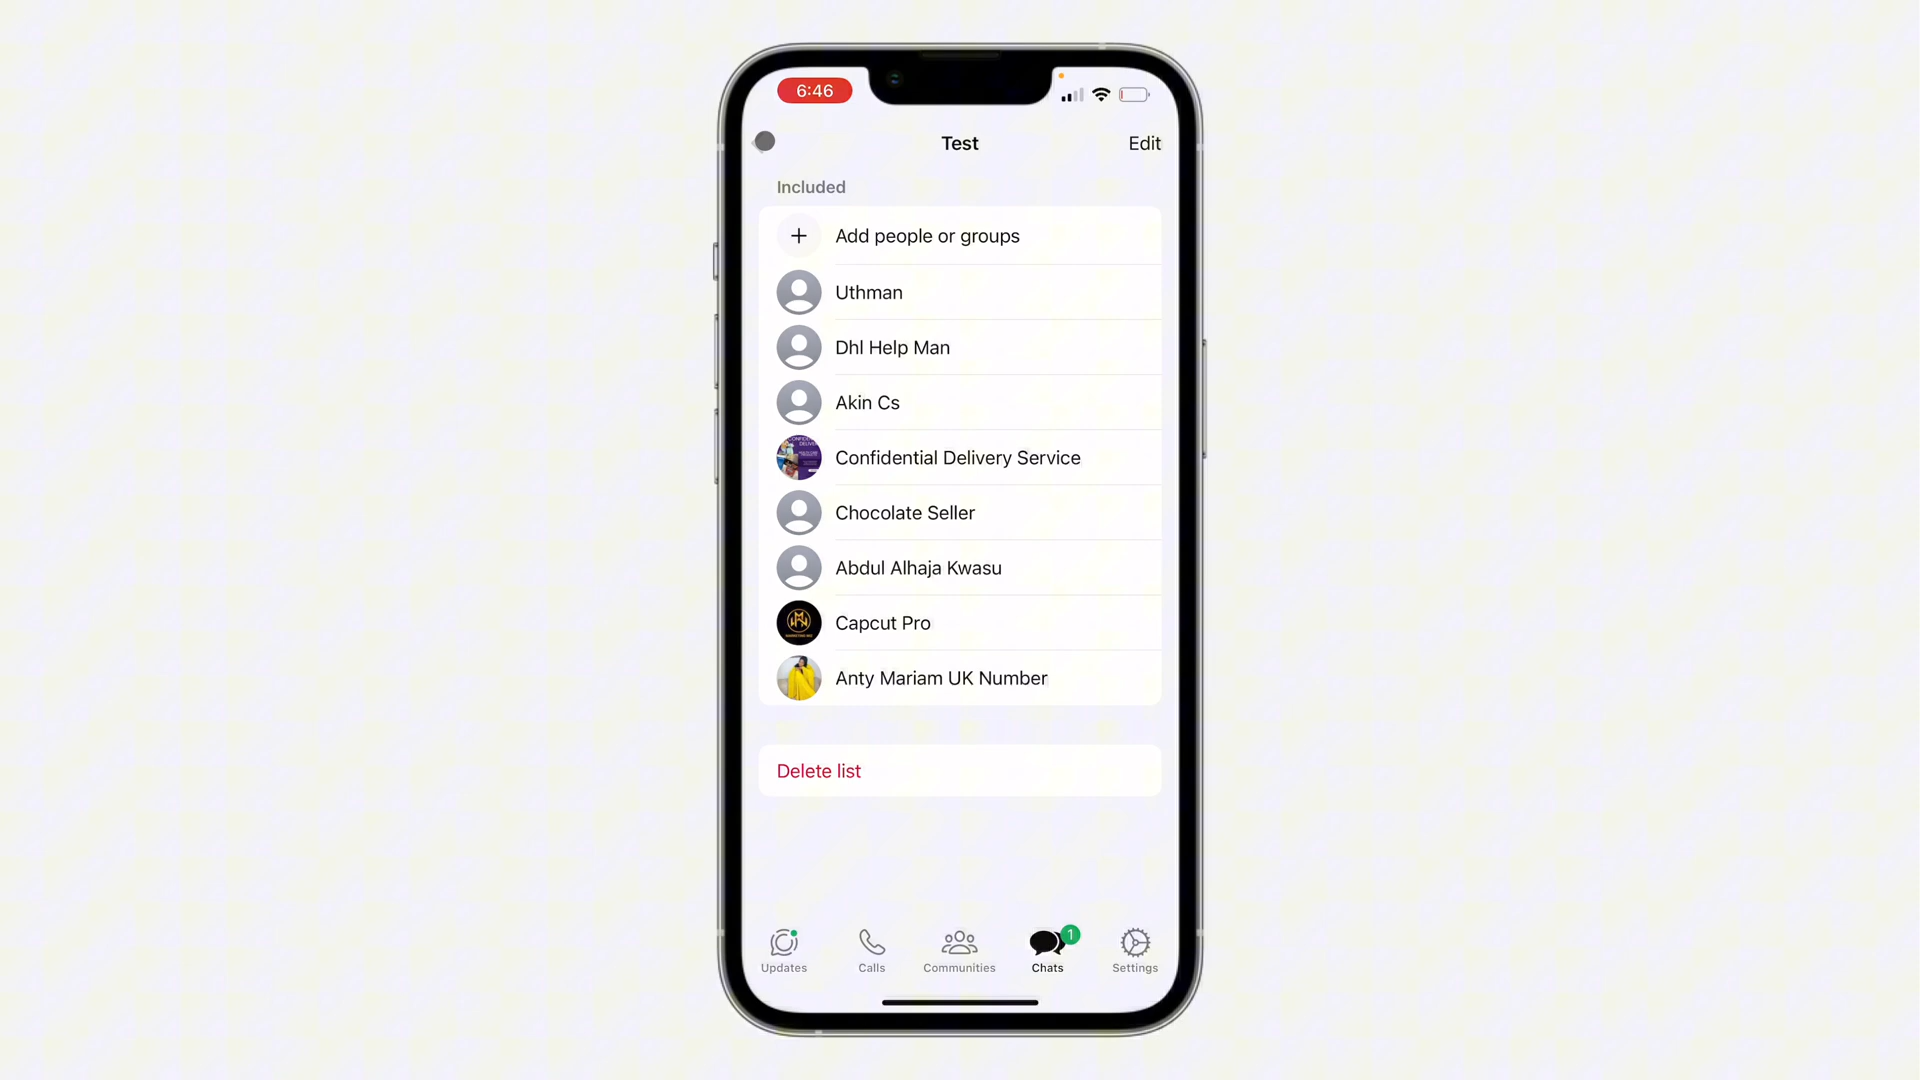 6:46
Test
Edit
Included
Add people or groups
Uthman
Dhl Help Man
Akin Cs
Confidential Delivery Service
Chocolate Seller
Abdul Alhaja Kwasu
Capcut Pro
Anty Mariam UK Number
Delete list
1
Updates
Calls
Communities
Chats
Settings